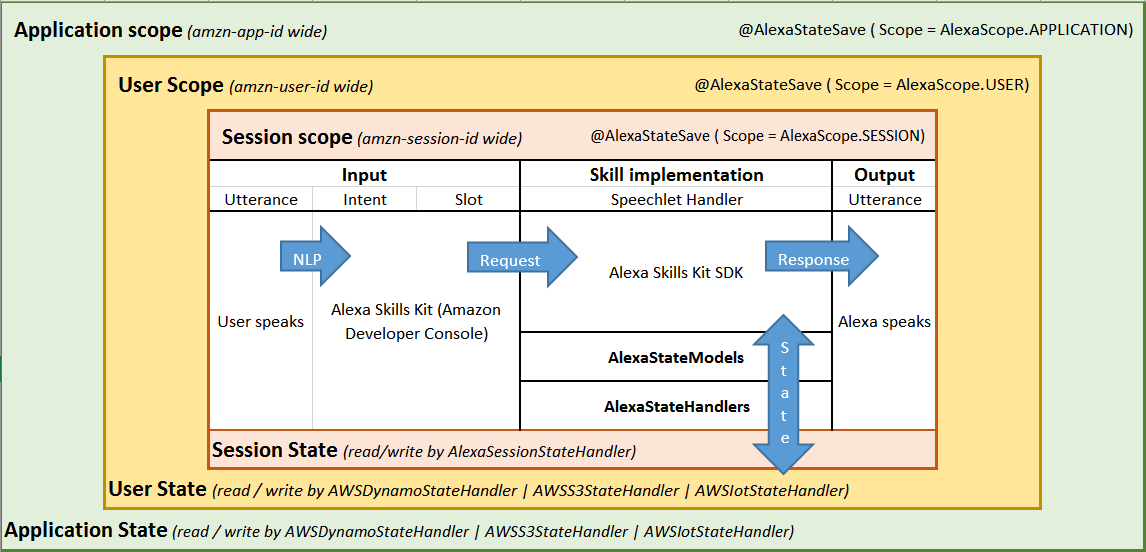 Application scope (amzn-app-id wide) @AlexaStateSave ( Scope = AlexaScope.APPLICATION)
User Scope (amzn-user-id wide) @AlexaStateSave ( Scope = AlexaScope.USER)
Session scope (amzn-session-id wide) @AlexaStateSave ( Scope = AlexaScope.SESSION)
Input Skill implementation Output
Utterance Intent Slot Speechlet Handler Utterance
NLP Request Response
Alexa Skills Kit SDK
Alexa Skills Kit (Amazon
Developer Console)
User speaks
Alexa speaks
AlexaStateModels
AlexaStateHandlers
State
Session State (read/write by AlexaSessionStateHandler)
User State (read / write by AWSDynamoStateHandler | AWSS3StateHandler | AWSIotStateHandler)
Application State (read / write by AWSDynamoStateHandler | AWSS3StateHandler | AWSIotStateHandler)